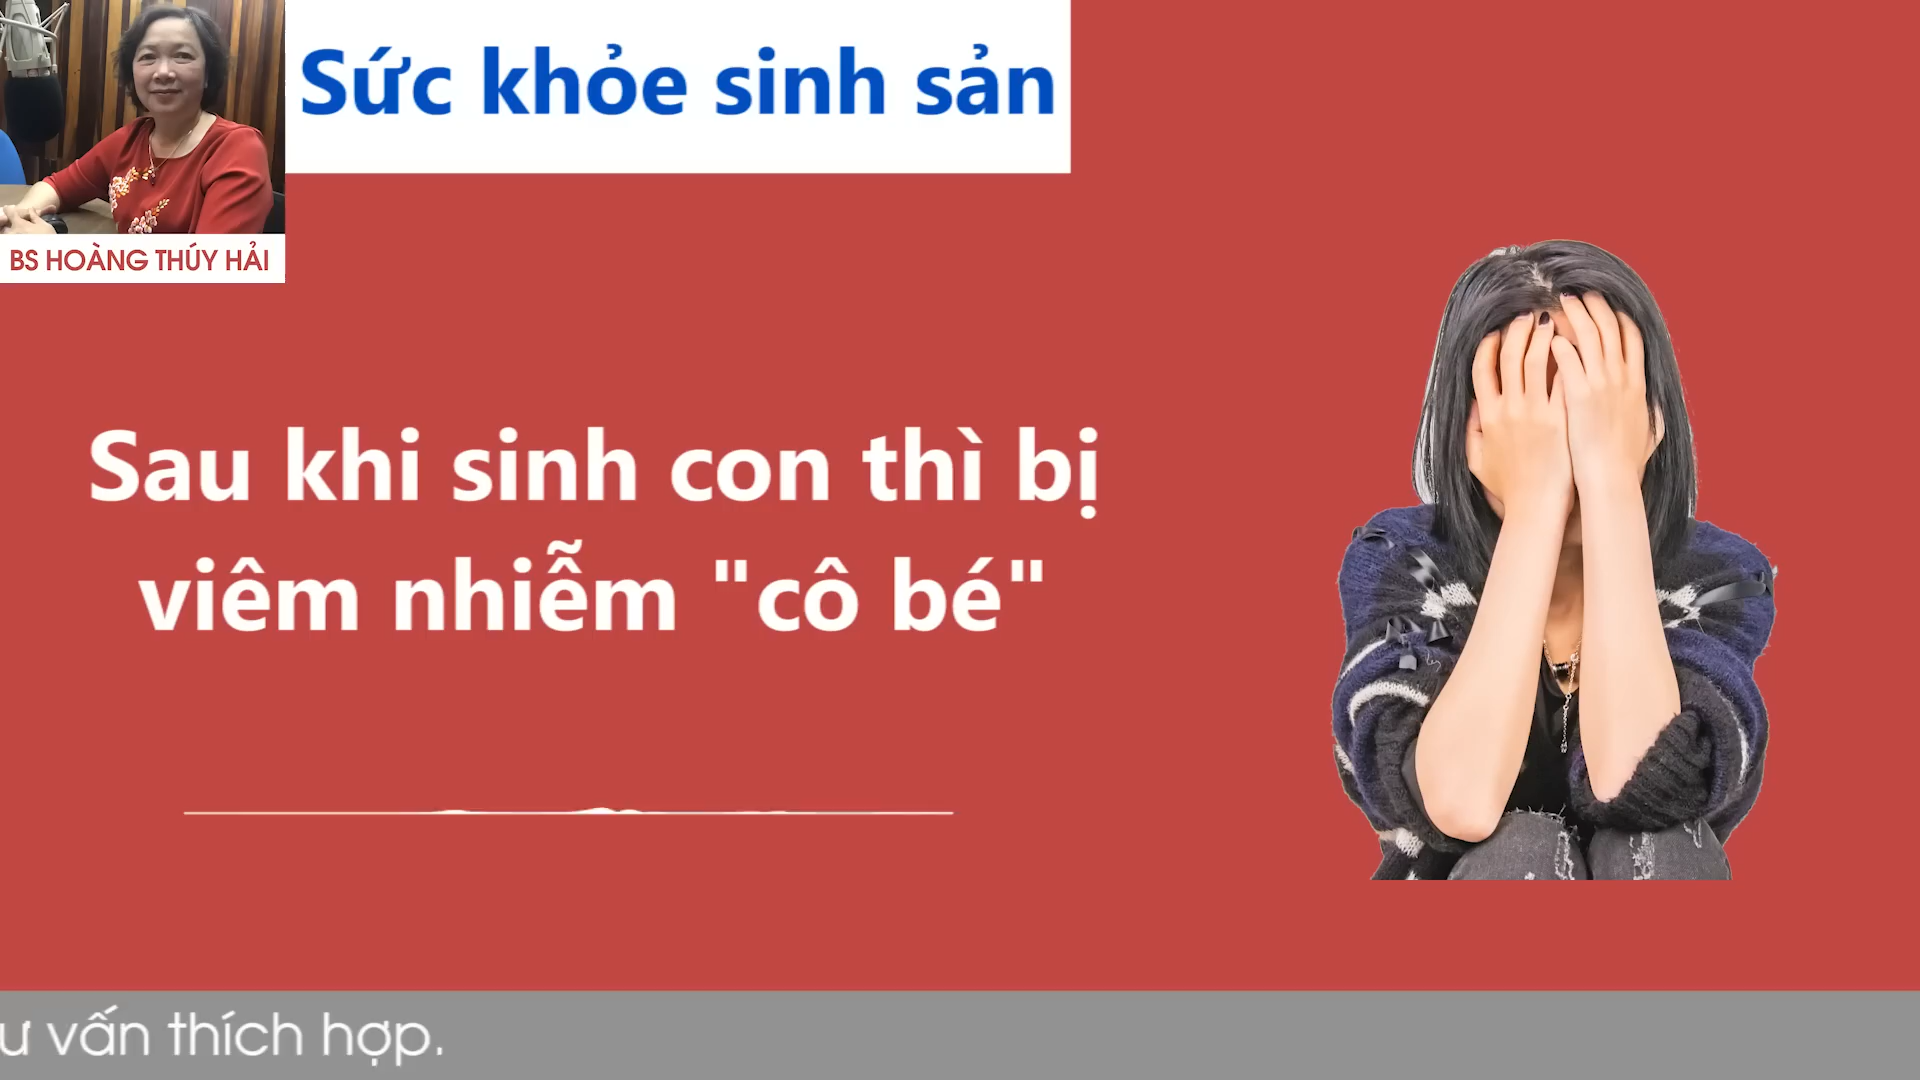 Sức khỏe sinh sản
BS HOÀNG THÚY HẢI
Sau khi sinh con thì bị
viêm nhiễm "cô bé"
ư vấn thích hợp.